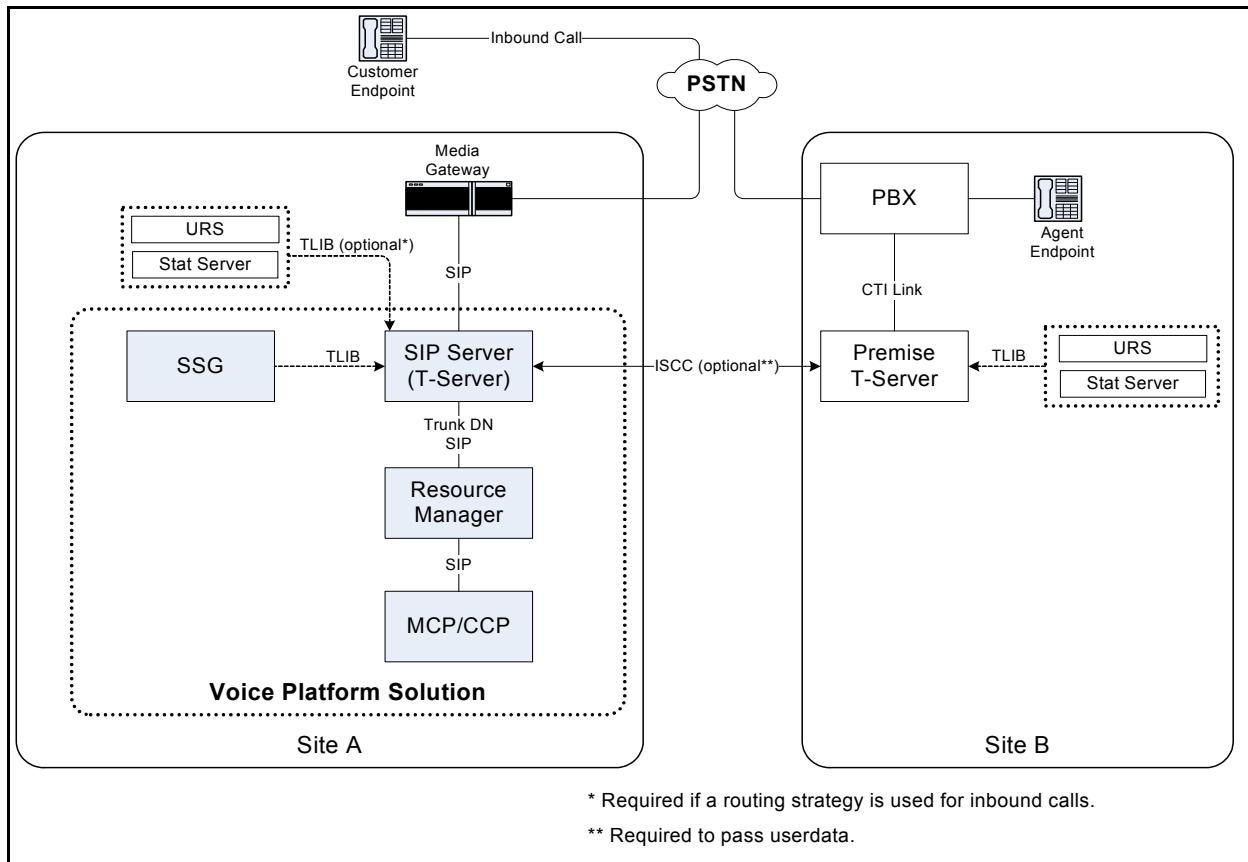 Inbound Call
Customer
Endpoint
PSTN
Media
Gateway
URS
Stat Server
TLIB (optional*)
SIP
SSG
TLIB
SIP Server
(T-Server)
Trunk DN
SIP
Resource
Manager
SIP
MCP/CCP
Voice Platform Solution
Site A
ISCC (optional**)
PBX
Agent
Endpoint
CTI Link
Premise
T-Server
TLIB
URS
Stat Server
Site B
* Required if a routing strategy is used for inbound calls.
** Required to pass userdata.